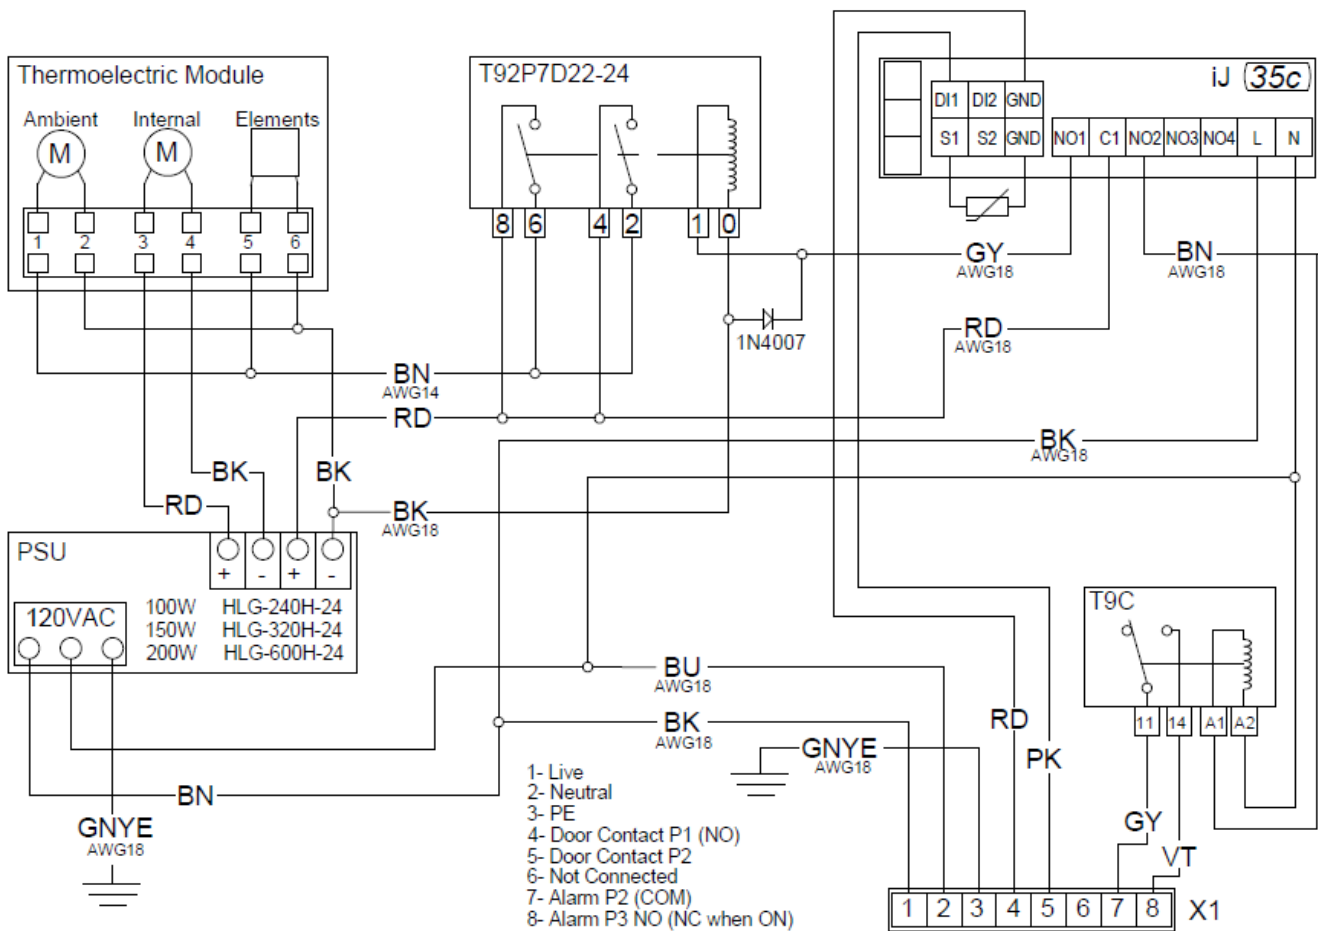 Thermoelectric Module
Ambient Internal Elements
M M
1 2 3 4 5 6
T92P7D22-24
8 6 4 2 1 0
iJ 35c
DI1 DI2 GND
S1 S2 GND NO1 C1 NO2 NO3 NO4 L N
GY
AWG18
BN
AWG18
1N4007
RD
AWG18
BN
AWG14
RD
BK
AWG18
BK
BK
RD
BK
AWG18
PSU
+ - + -
120VAC
100W HLG-240H-24
150W HLG-320H-24
200W HLG-600H-24
T9C
11 14 A1 A2
BU
AWG18
BK
AWG18
RD
PK
GNYE
AWG18
BN
GNYE
AWG18
GY
VT
1- Live
2- Neutral
3- PE
4- Door Contact P1 (NO)
5- Door Contact P2
6- Not Connected
7- Alarm P2 (COM)
8- Alarm P3 NO (NC when ON)
1 2 3 4 5 6 7 8 X1